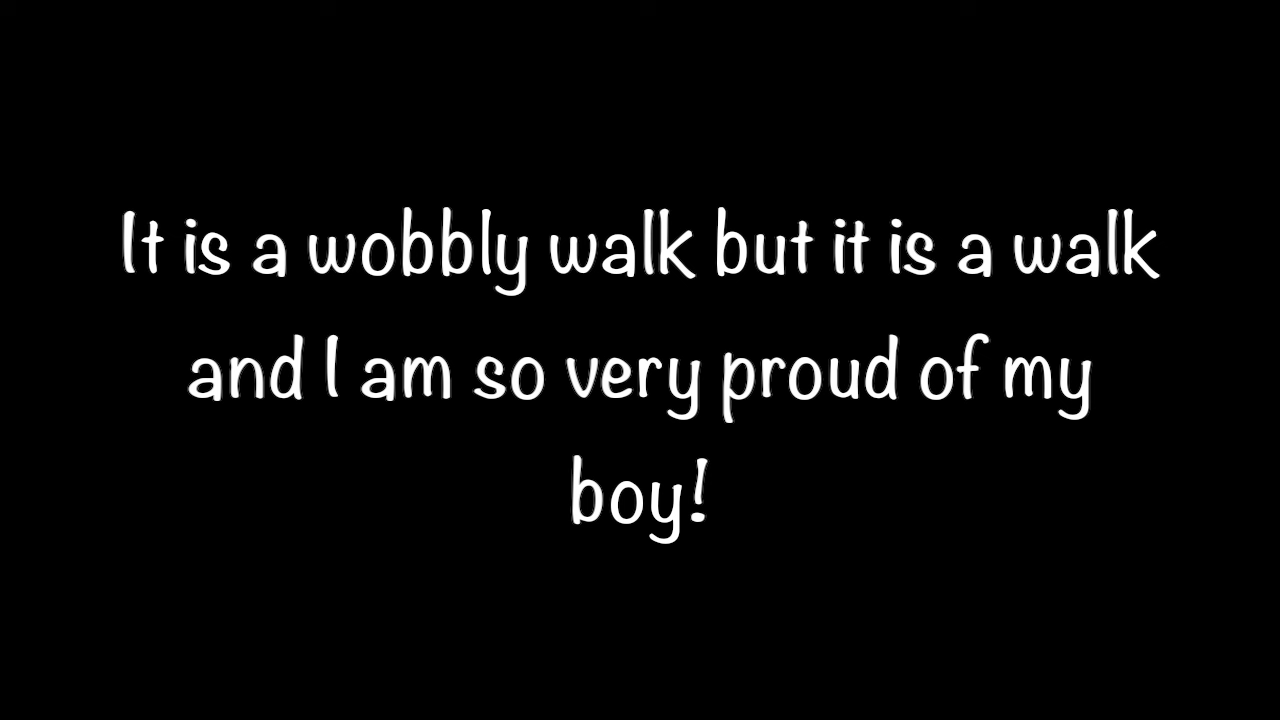 It is a wobbly walk but it is a walk
and I am so very proud of my
boy!